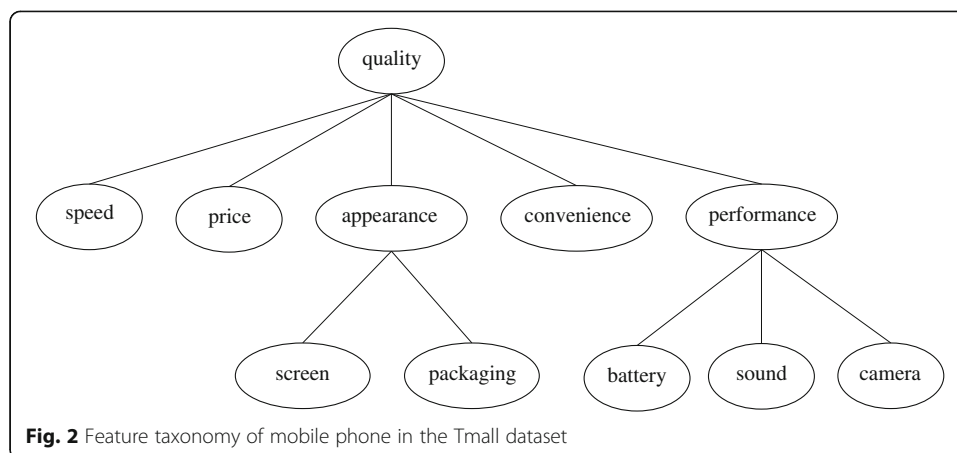 quality
speed
price
appearance
convenience
performance
screen
packaging
battery
sound
camera
Fig. 2 Feature taxonomy of mobile phone in the Tmall dataset